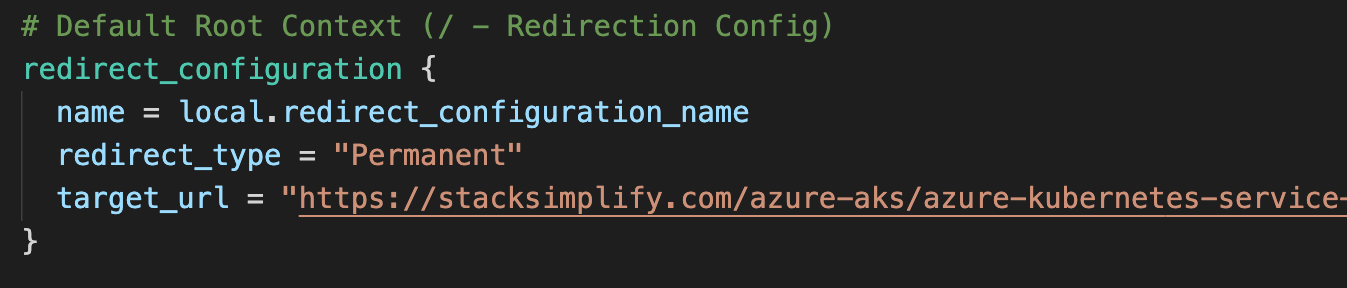 # Default Root Context (/ - Redirection Config)
redirect_configuration {
name = local.redirect_configuration_name
redirect_type = "Permanent"
target_url = "https://stacksimplify.com/azure-aks/azure-kubernetes-service-
}